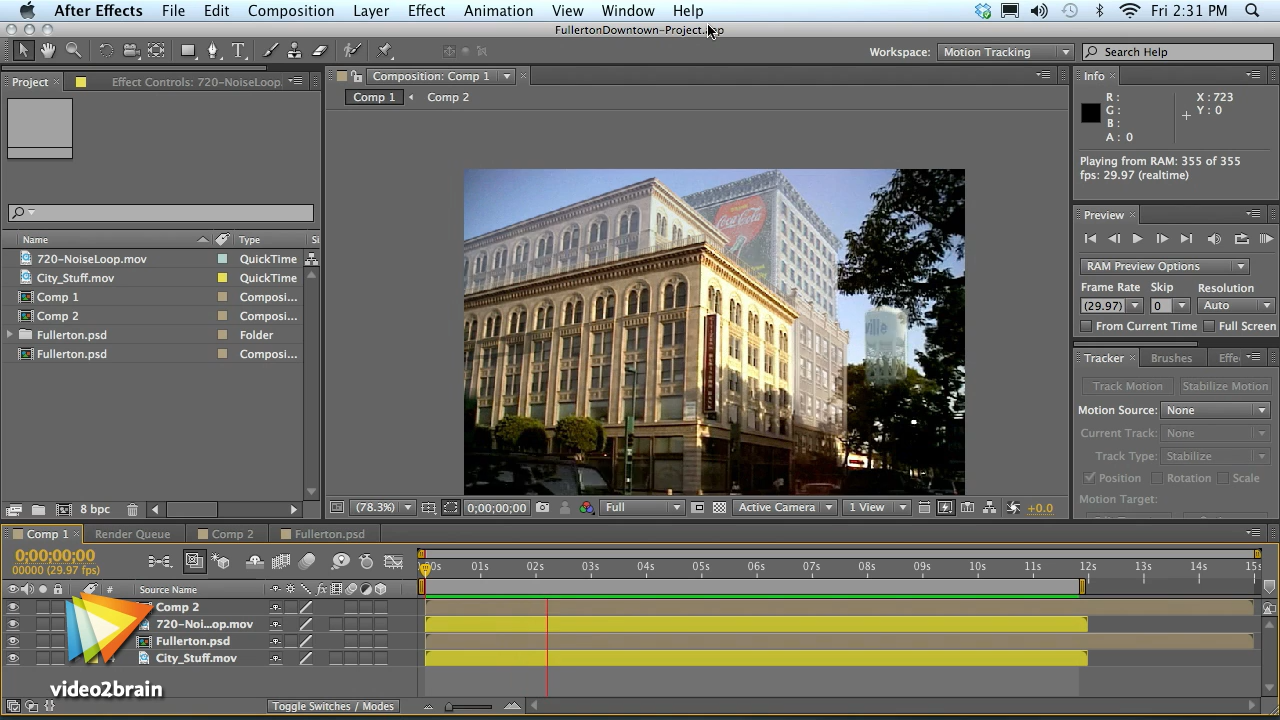 After Effects File Edit Composition Layer Effect Animation View Window Help Fri 2:31 PM
FullertonDowntown-Project.aep
Workspace: Motion Tracking Search Help
Project Effect Controls: 720-NoiseLoop.
Composition: Comp 1
Comp 1 Comp 2
Info
R: X: 723
G: Y: 0
B:
A: 0
Playing from RAM: 355 of 355
fps: 29.97 (realtime)
Preview
RAM Preview Options
Frame Rate Skip Resolution
(29.97) 0 Auto
From Current Time Full Screen
Tracker Brushes Effe
Track Motion Stabilize Motion
Motion Source: None
Current Track: None
Track Type: Stabilize
Position Rotation Scale
Motion Target:
Name Type Si
720-NoiseLoop.mov QuickTime
City_Stuff.mov QuickTime
Comp 1 Composi...
Comp 2 Composi...
Fullerton.psd Folder
Fullerton.psd Composi...
8 bpc
Coca-Cola
ville
(78.3%) 0;00;00;00 Full Active Camera 1 View +0.0
Comp 1 Render Queue Comp 2 Fullerton.psd
0;00;00;00
00000 (29.97 fps)
00s 01s 02s 03s 04s 05s 06s 07s 08s 09s 10s 11s 12s 13s 14s 15s
# Source Name
Comp 2
720-Noi...op.mov
Fullerton.psd
City_Stuff.mov
video2brain
Toggle Switches / Modes